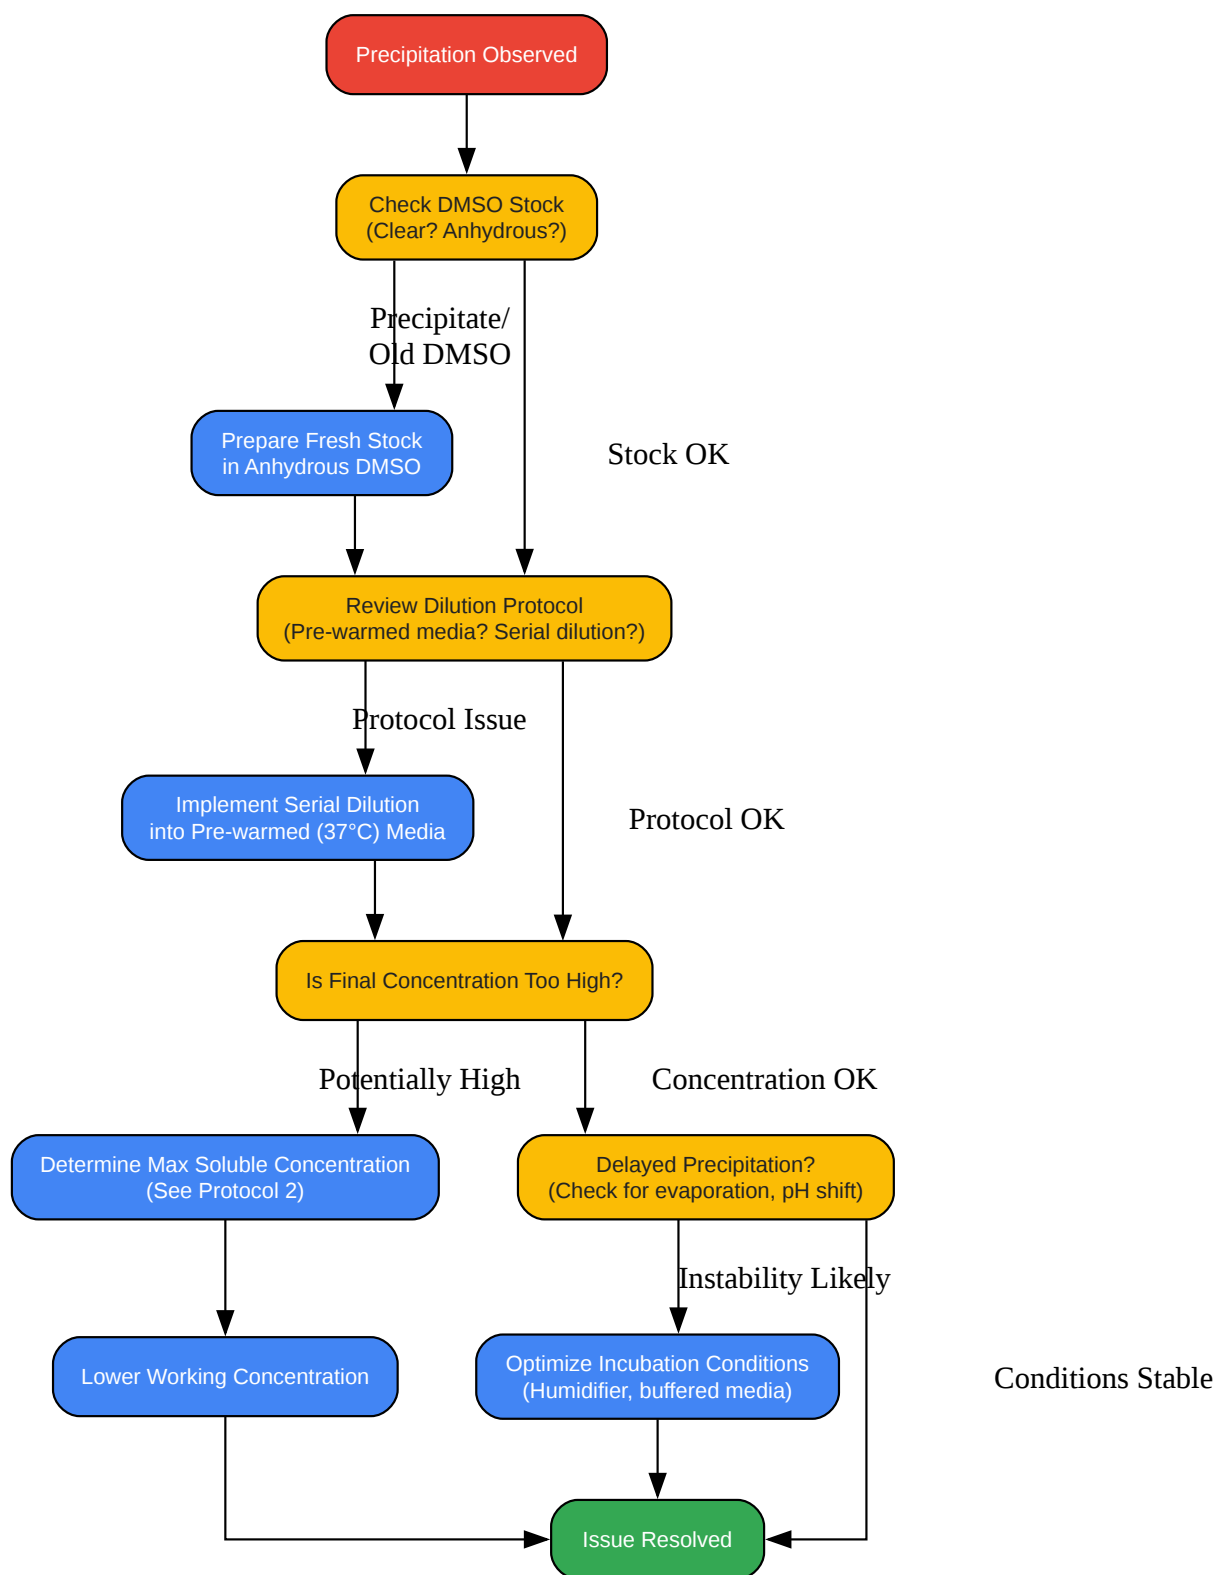 Precipitation Observed
Check DMSO Stock
(Clear? Anhydrous?)
Precipitate/
Old DMSO
Prepare Fresh Stock
in Anhydrous DMSO
Stock OK
Review Dilution Protocol
(Pre-warmed media? Serial dilution?)
Protocol Issue
Implement Serial Dilution
into Pre-warmed (37°C) Media
Protocol OK
Is Final Concentration Too High?
Potentially High
Concentration OK
Determine Max Soluble Concentration
(See Protocol 2)
Delayed Precipitation?
(Check for evaporation, pH shift)
Instability Likely
Lower Working Concentration
Optimize Incubation Conditions
(Humidifier, buffered media)
Conditions Stable
Issue Resolved